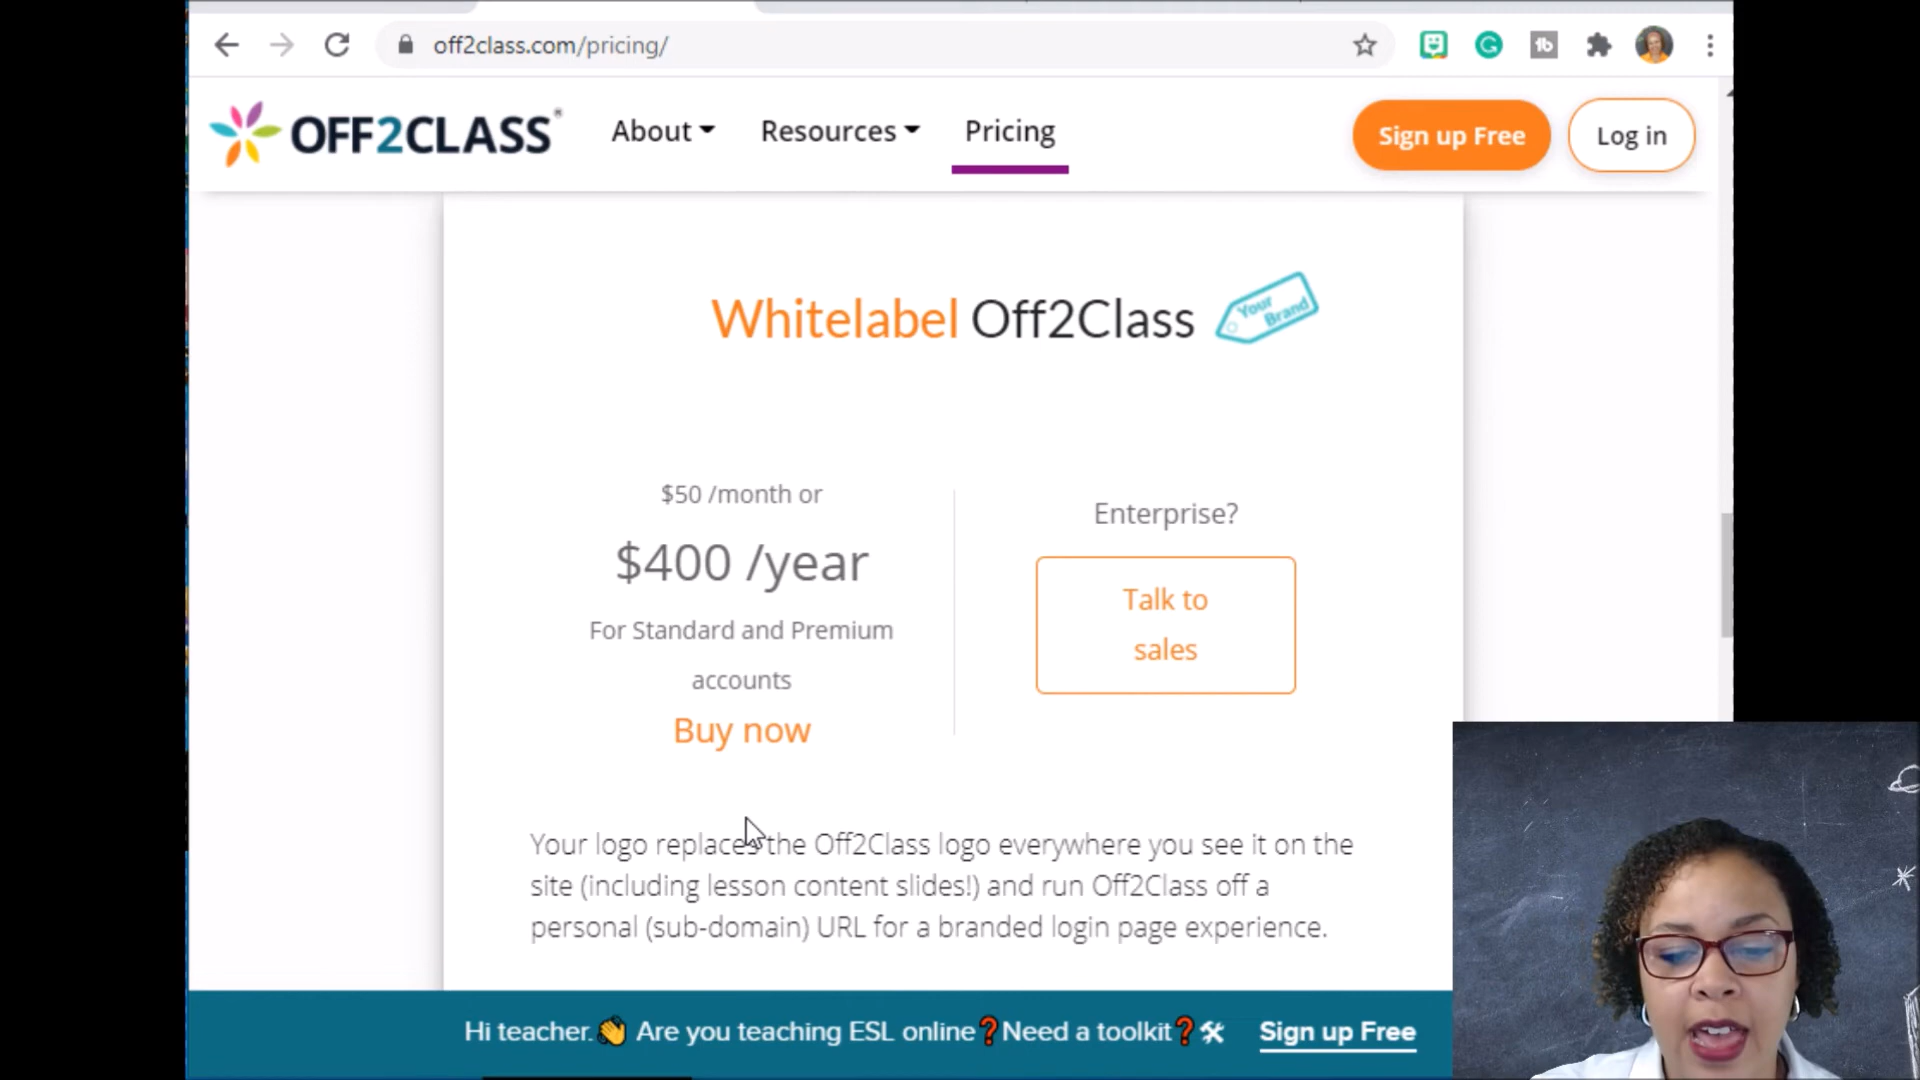 off2class.com/pricing/
OFF2CLASS
About
Resources
Pricing
Sign up Free
Log in
Whitelabel Off2Class
Your
Brand
$50 /month or
$400 /year
For Standard and Premium
accounts
Buy now
Enterprise?
Talk to
sales
Your logo replaces the Off2Class logo everywhere you see it on the
site (including lesson content slides!) and run Off2Class off a
personal (sub-domain) URL for a branded login page experience.
Hi teacher.👏 Are you teaching ESL online❓Need a toolkit❓🛠 Sign up Free